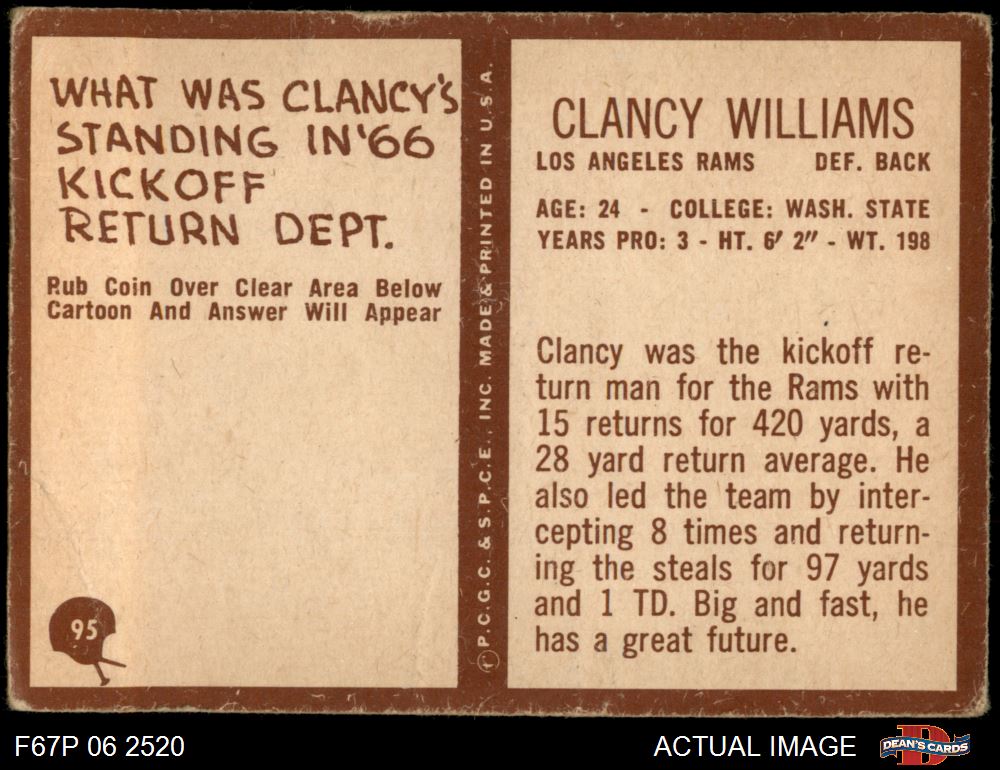 WHAT WAS CLANCY'S
STANDING IN '66
KICKOFF
RETURN DEPT.
Rub Coin Over Clear Area Below
Cartoon And Answer Will Appear
95
P.C.G.C. & S.P.C.E., INC. MADE & PRINTED IN U.S.A.
CLANCY WILLIAMS
LOS ANGELES RAMS DEF. BACK
AGE: 24 - COLLEGE: WASH. STATE
YEARS PRO: 3 - HT. 6' 2" - WT. 198
Clancy was the kickoff re-
turn man for the Rams with
15 returns for 420 yards, a
28 yard return average. He
also led the team by inter-
cepting 8 times and return-
ing the steals for 97 yards
and 1 TD. Big and fast, he
has a great future.
F67P 06 2520
ACTUAL IMAGE
DEAN'S CARDS